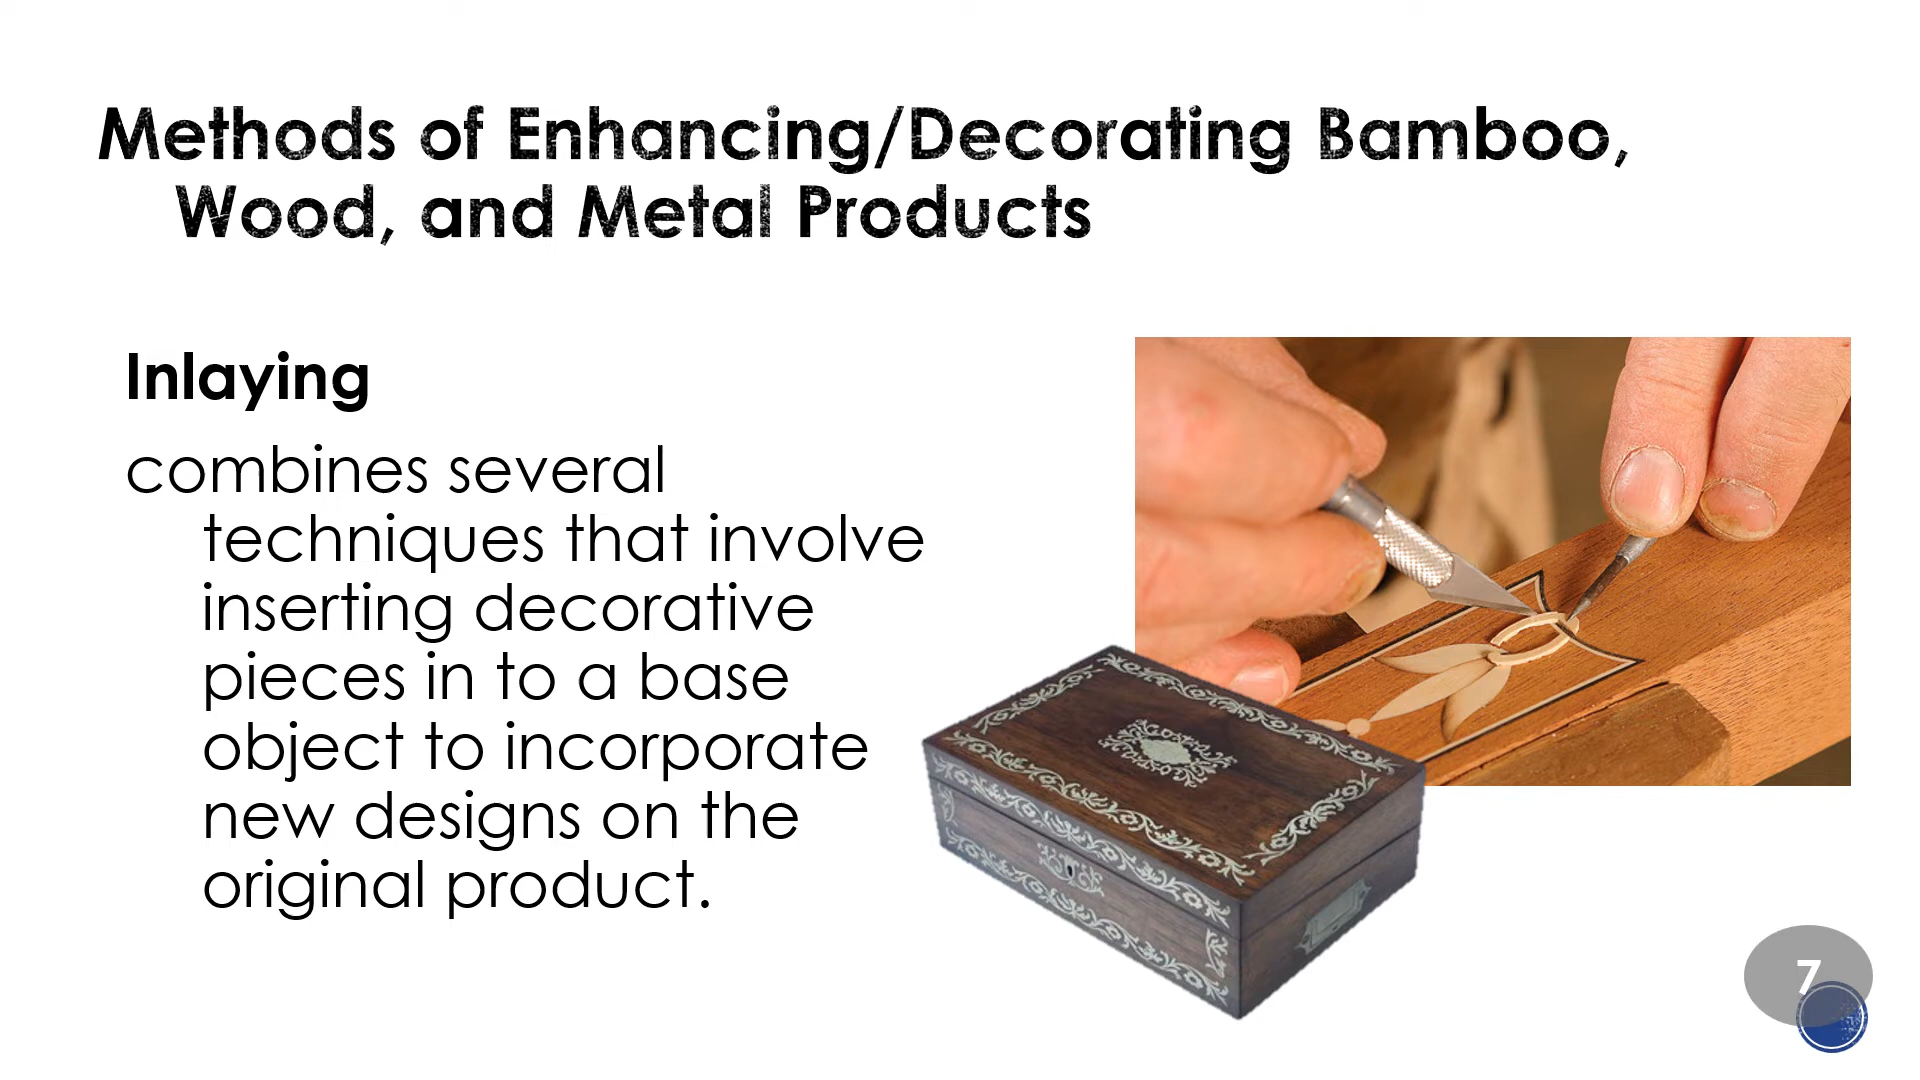 Methods of Enhancing/Decorating Bamboo,
Wood, and Metal Products
Inlaying
combines several
techniques that involve
inserting decorative
pieces in to a base
object to incorporate
new designs on the
original product.
7